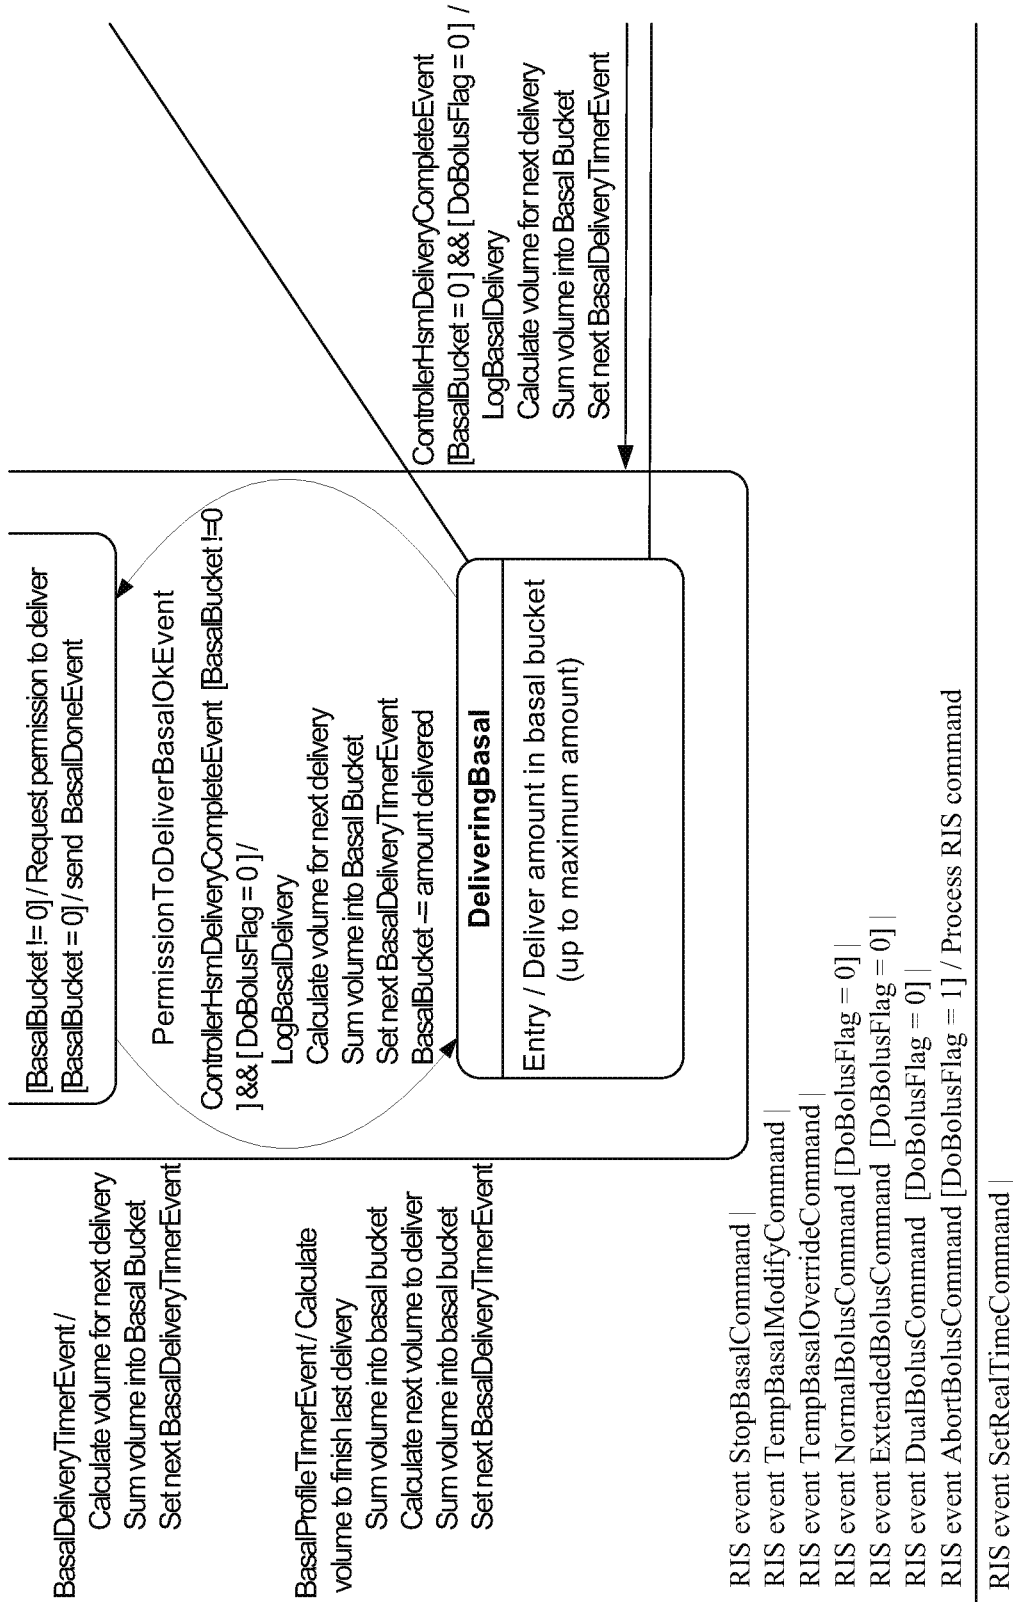 [BasalBucket != 0] / Request permission to deliver
[BasalBucket = 0] / send BasalDoneEvent
PermissionToDeliverBasalOkEvent
ControllerHsmDeliveryCompleteEvent [BasalBucket !=0
] && [ DoBolusFlag = 0 ] /
LogBasalDelivery
Calculate volume for next delivery
Sum volume into Basal Bucket
Set next BasalDeliveryTimerEvent
BasalBucket -= amount delivered
DeliveringBasal
Entry / Deliver amount in basal bucket
(up to maximum amount)
ControllerHsmDeliveryCompleteEvent
[BasalBucket = 0 ] && [ DoBolusFlag = 0 ] /
LogBasalDelivery
Calculate volume for next delivery
Sum volume into Basal Bucket
Set next BasalDeliveryTimerEvent
BasalDeliveryTimerEvent /
Calculate volume for next delivery
Sum volume into Basal Bucket
Set next BasalDeliveryTimerEvent
BasalProfileTimerEvent / Calculate
volume to finish last delivery
Sum volume into basal bucket
Calculate next volume to deliver
Sum volume into basal bucket
Set next BasalDeliveryTimerEvent
RIS event StopBasalCommand |
RIS event TempBasalModifyCommand |
RIS event TempBasalOverrideCommand |
RIS event NormalBolusCommand [DoBolusFlag = 0] |
RIS event ExtendedBolusCommand [DoBolusFlag = 0] |
RIS event DualBolusCommand [DoBolusFlag = 0] |
RIS event AbortBolusCommand [DoBolusFlag = 1] / Process RIS command
RIS event SetRealTimeCommand |